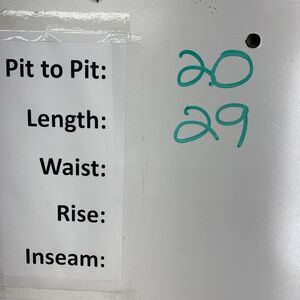 Pit to Pit: 20
Length: 29
Waist:
Rise:
Inseam: